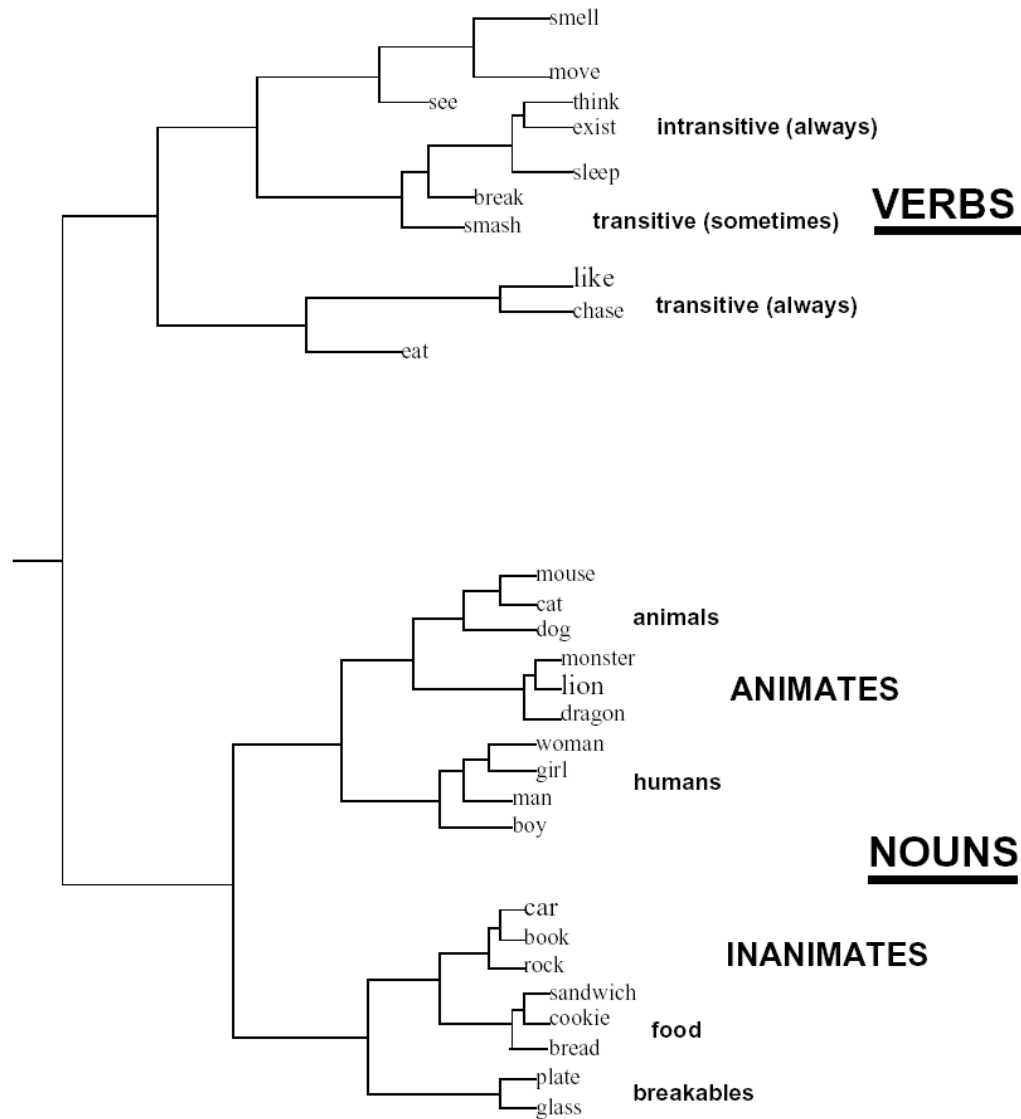 smell
move
see
think
exist
intransitive (always)
sleep
break
VERBS
smash
transitive (sometimes)
like
chase
transitive (always)
eat
mouse
cat
animals
dog
monster
lion
ANIMATES
dragon
woman
girl
humans
man
boy
NOUNS
car
book
INANIMATES
rock
sandwich
cookie
food
bread
plate
breakables
glass